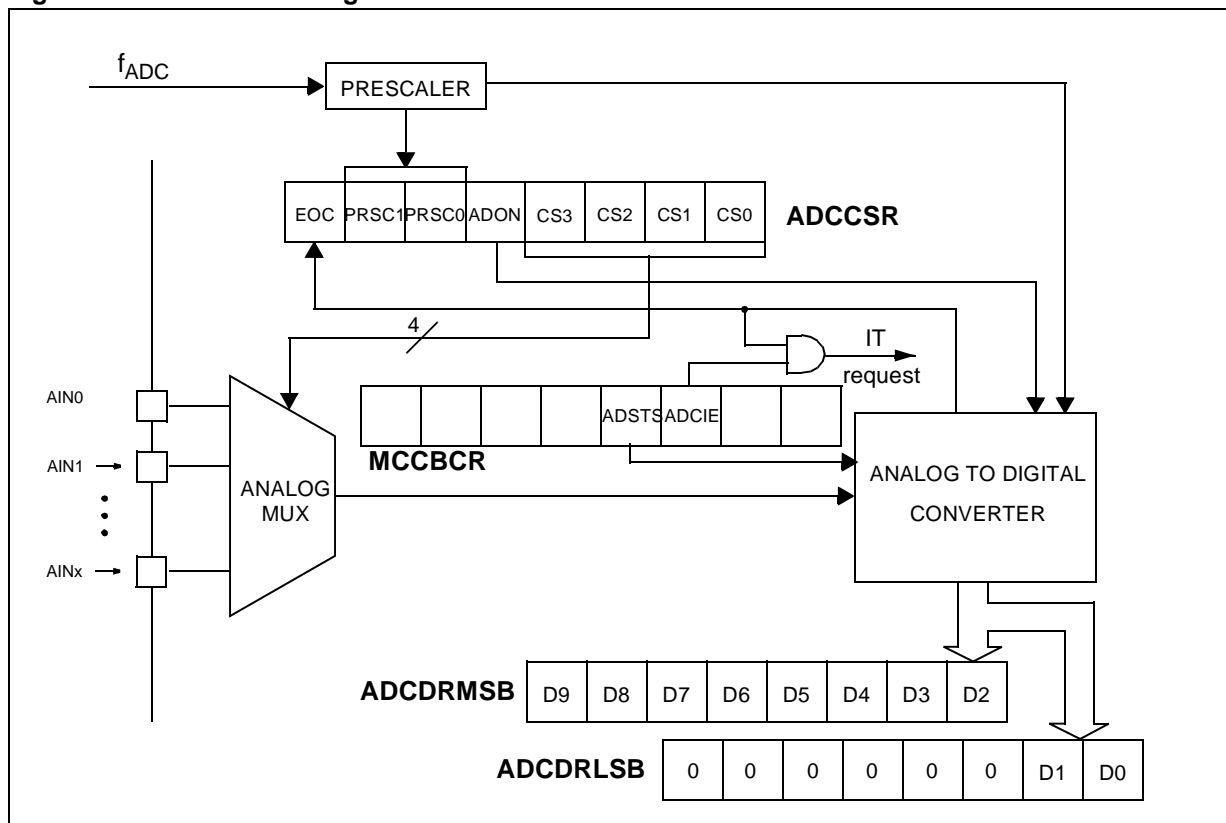 fADC
PRESCALER
EOC PRSC1 PRSC0 ADON CS3 CS2 CS1 CS0 ADCCSR
4
IT
request
AIN0
ADSTS ADCIE
MCCBCR
AIN1
ANALOG
MUX
ANALOG TO DIGITAL
CONVERTER
AINx
ADCDRMSB D9 D8 D7 D6 D5 D4 D3 D2
ADCDRLSB 0 0 0 0 0 0 D1 D0